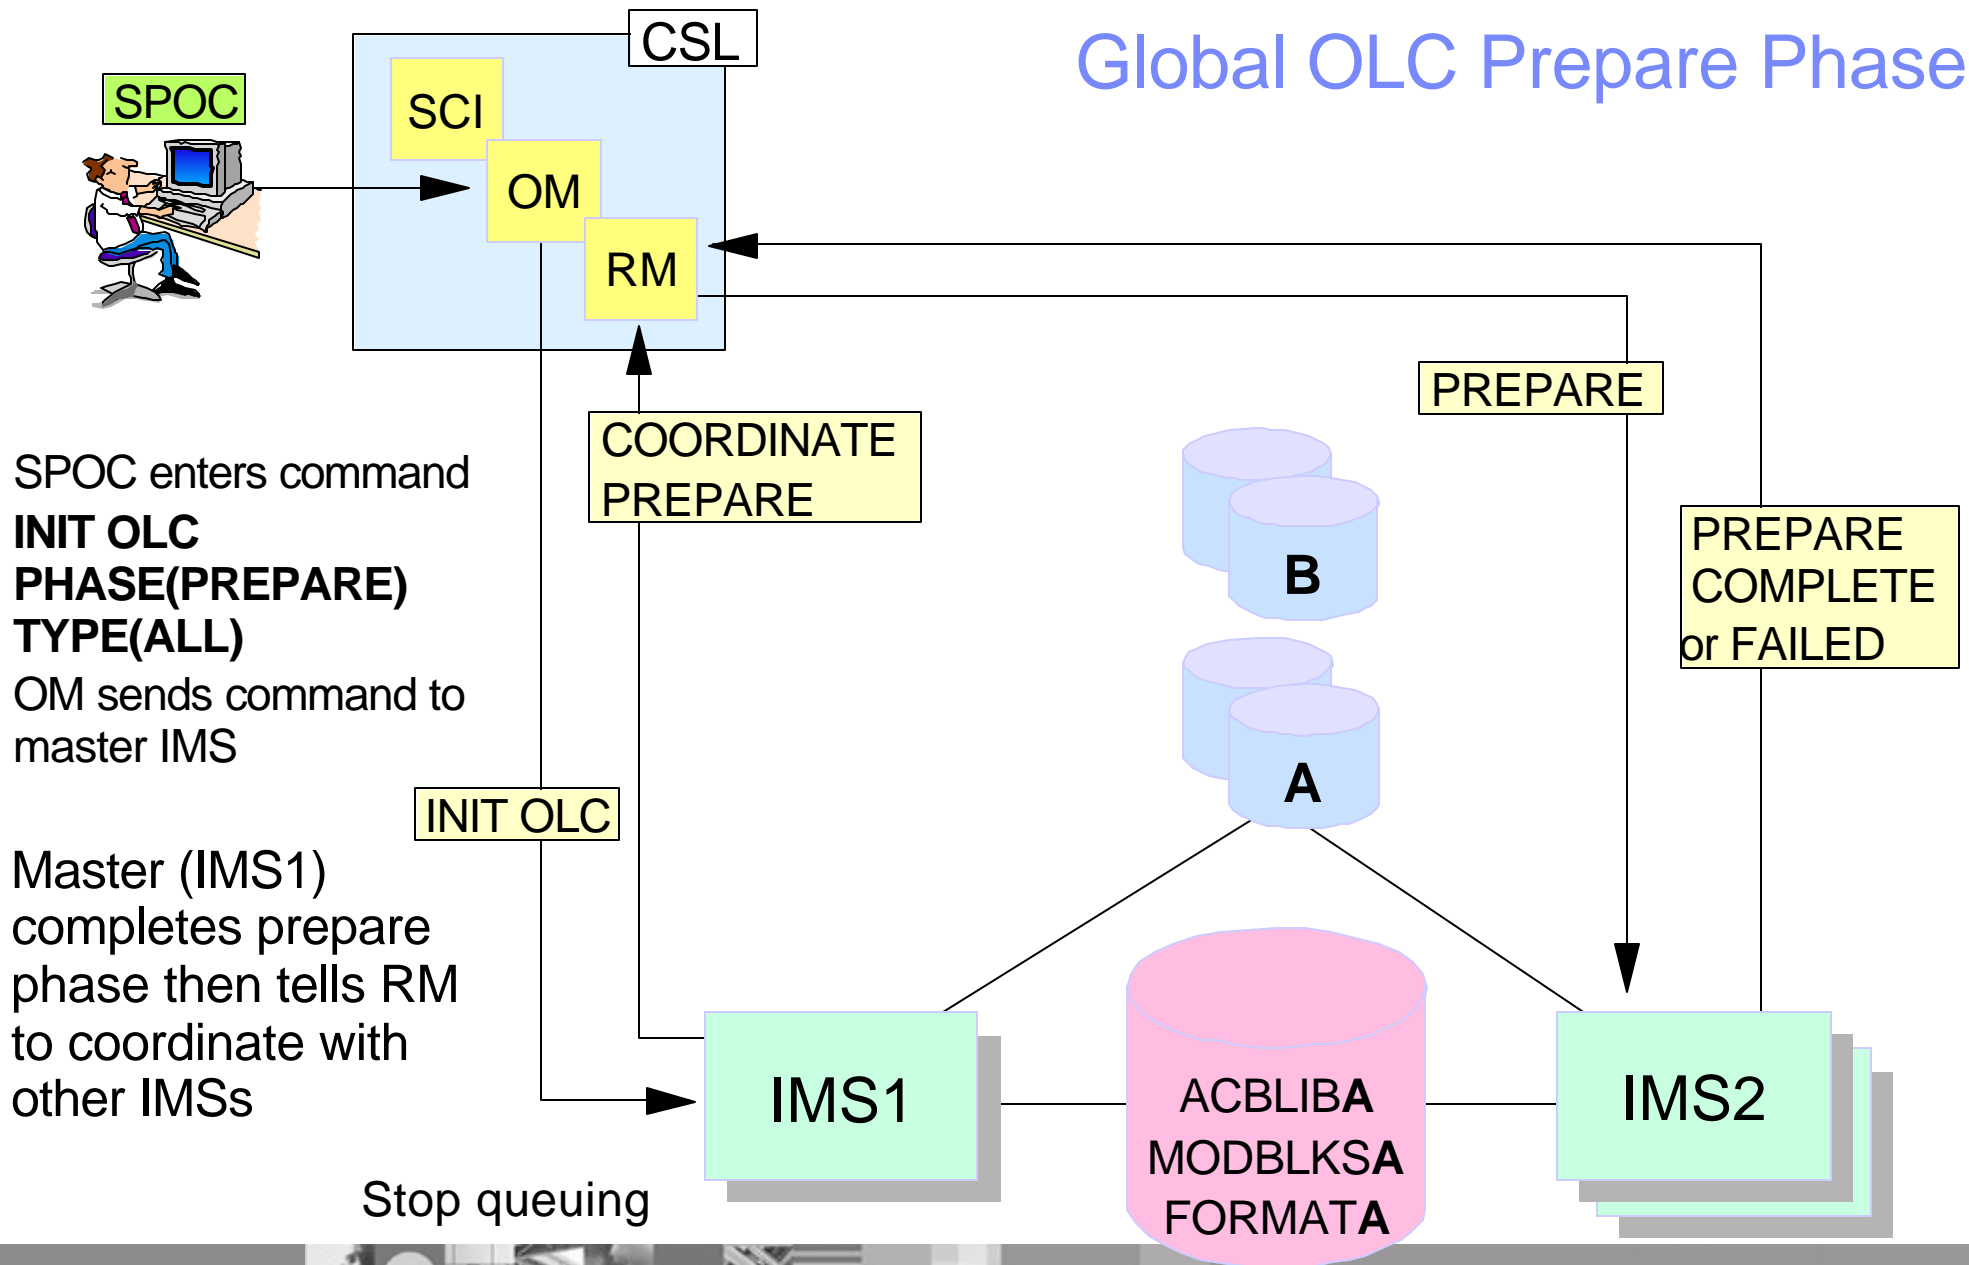 Global OLC Prepare Phase
CSL
SPOC
SCI
OM
RM
PREPARE
COORDINATE
PREPARE
SPOC enters command
INIT OLC
PHASE(PREPARE)
TYPE(ALL)
OM sends command to
master IMS
B
PREPARE
COMPLETE
or FAILED
A
INIT OLC
Master (IMS1)
completes prepare
phase then tells RM
to coordinate with
other IMSs
IMS1
ACBLIBA
MODBLKSA
FORMATA
IMS2
Stop queuing